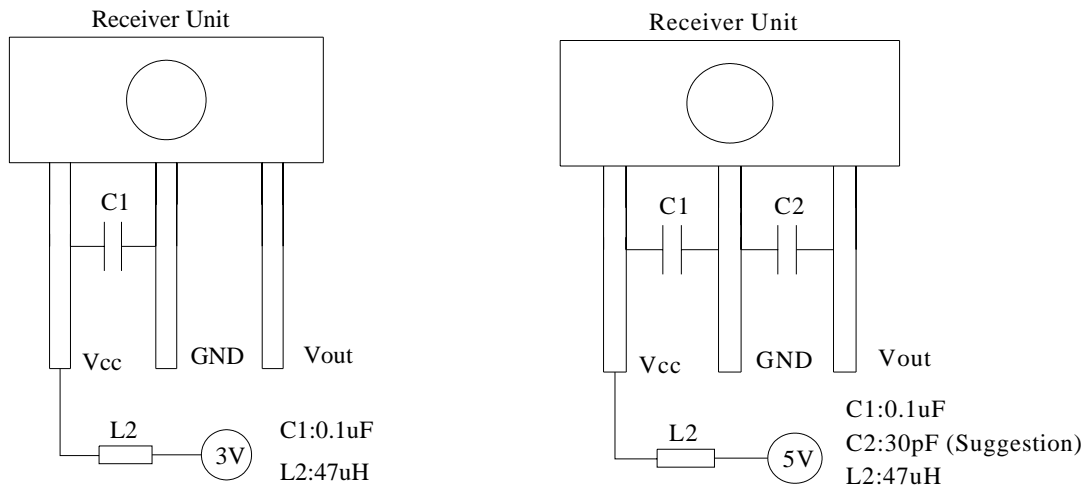 Receiver Unit
C1
Vcc
GND
Vout
L2
3V
C1:0.1uF
L2:47uH
Receiver Unit
C1
C2
Vcc
GND
Vout
L2
5V
C1:0.1uF
C2:30pF (Suggestion)
L2:47uH